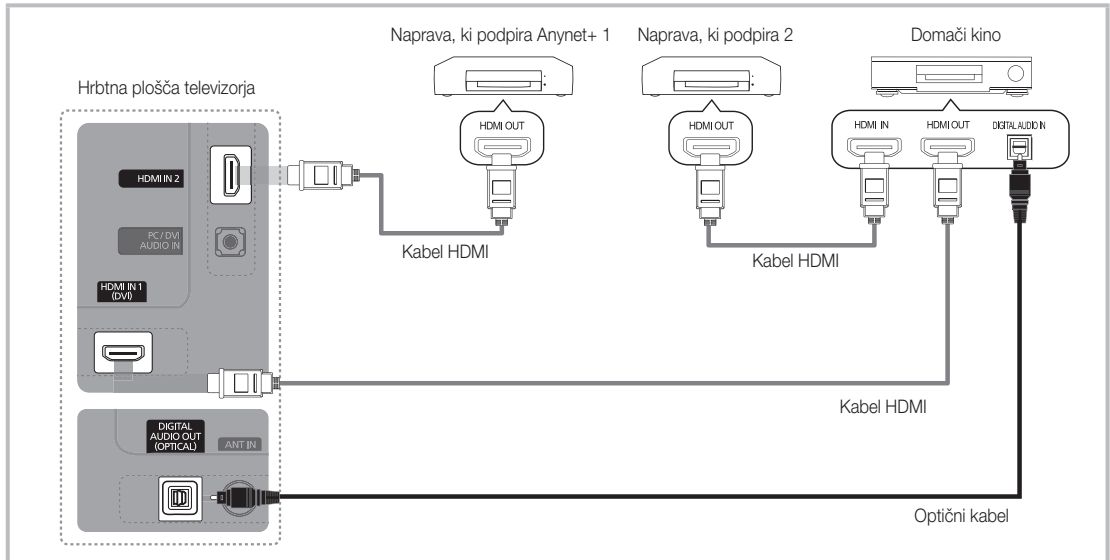 Naprava, ki podpira Anynet+ 1
Naprava, ki podpira 2
Domači kino
Hrbtna plošča televizorja
HDMI OUT
HDMI OUT
HDMI IN
HDMI OUT
DIGITAL AUDIO IN
HDMI IN 2
PC / DVI
AUDIO IN
Kabel HDMI
Kabel HDMI
HDMI IN 1
(DVI)
Kabel HDMI
DIGITAL
AUDIO OUT
(OPTICAL)
ANT IN
Optični kabel